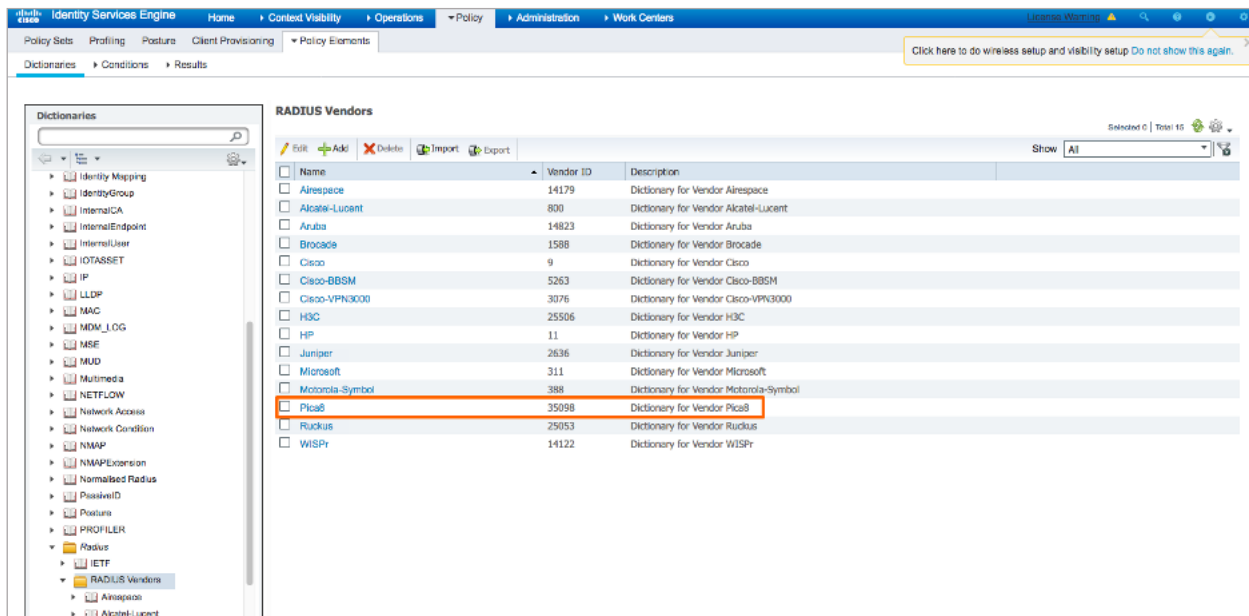 cisco Identity Services Engine Home Context Visibility Operations Policy Administration Work Centers License Warning
Policy Sets Profiling Posture Client Provisioning Policy Elements
Click here to do wireless setup and visibility setup Do not show this again.
Dictionaries Conditions Results
Dictionaries
RADIUS Vendors
Selected 0 | Total 15
Edit Add Delete Import Export
Show All
Name Vendor ID Description
Airespace 14179 Dictionary for Vendor Airespace
Alcatel-Lucent 800 Dictionary for Vendor Alcatel-Lucent
Aruba 14823 Dictionary for Vendor Aruba
Brocade 1588 Dictionary for Vendor Brocade
Cisco 9 Dictionary for Vendor Cisco
Cisco-BBSM 5263 Dictionary for Vendor Cisco-BBSM
Cisco-VPN3000 3076 Dictionary for Vendor Cisco-VPN3000
H3C 25506 Dictionary for Vendor H3C
HP 11 Dictionary for Vendor HP
Juniper 2636 Dictionary for Vendor Juniper
Microsoft 311 Dictionary for Vendor Microsoft
Motorola-Symbol 388 Dictionary for Vendor Motorola-Symbol
Pica8 35098 Dictionary for Vendor Pica8
Ruckus 25053 Dictionary for Vendor Ruckus
WISPr 14122 Dictionary for Vendor WISPr
Identity Mapping
IdentityGroup
InternalCA
InternalEndpoint
InternalUser
IOTASSET
IP
LLDP
MAC
MDM_LOG
MSE
MUD
Multimedia
NETFLOW
Network Access
Network Condition
NMAP
NMAPExtension
Normalised Radius
PassiveID
Posture
PROFILER
Radius
IETF
RADIUS Vendors
Airespace
Alcatel-Lucent